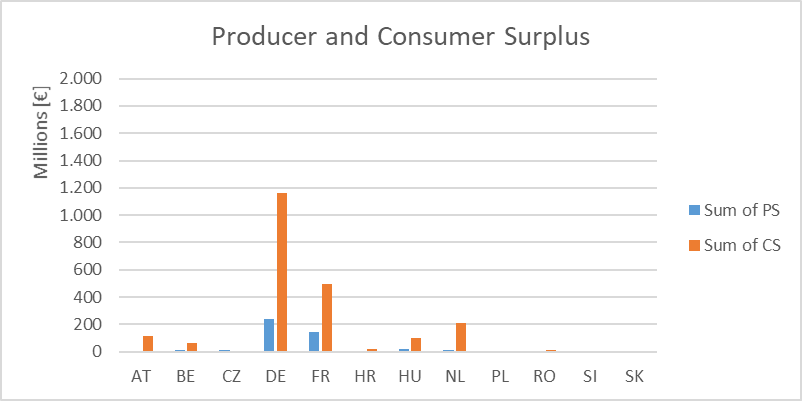 Producer and Consumer Surplus
Millions [€]
2.000
1.800
1.600
1.400
1.200
1.000
800
600
400
200
0
AT BE CZ DE FR HR HU NL PL RO SI SK
Sum of PS
Sum of CS